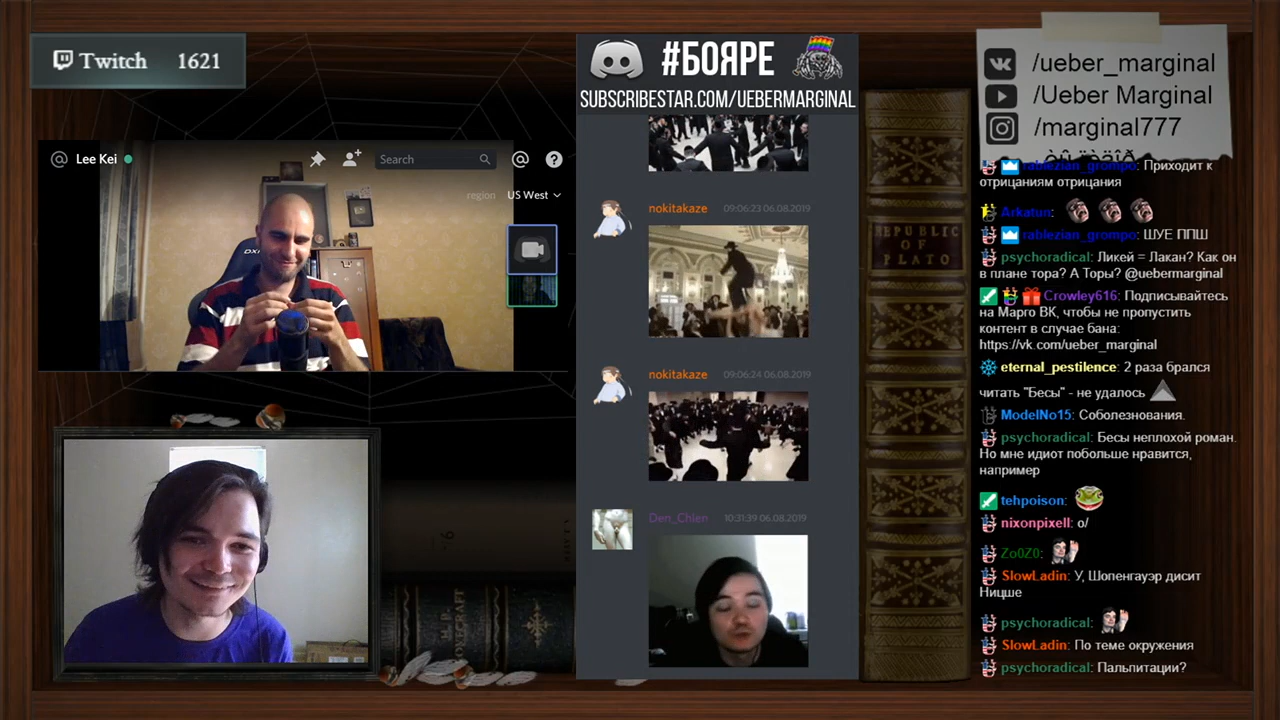 Twitch 1621
@ Lee Kei
Search
region US West
DXR
#БОЯРЕ
SUBSCRIBESTAR.COM/UEBERMARGINAL
nokitakaze 09:06:23 06.08.2019
nokitakaze 09:06:24 06.08.2019
Den_Chlen 10:31:39 06.08.2019
REPUBLIC
OF
PLATO
H.P.
/ueber_marginal
/Ueber Marginal
/marginal777
rablezian_grompo: Приходит к
отрицаниям отрицания
Arkatun:
rablezian_grompo: ШУЕ ППШ
psychoradical: Ликей = Лакан? Как он
в плане тора? А Торы? @uebermarginal
Crowley616: Подписывайтесь
на Марго ВК, чтобы не пропустить
контент в случае бана:
https://vk.com/ueber_marginal
eternal_pestilence: 2 раза брался
читать "Бесы" - не удалось
ModelNo15: Соболезнования.
psychoradical: Бесы неплохой роман.
Но мне идиот побольше нравится,
например
tehpoison:
nixonpixell: o/
Zo0Z0:
SlowLadin: У, Шопенгауэр дисит
Ницше
psychoradical:
SlowLadin: По теме окружения
psychoradical: Пальпитации?